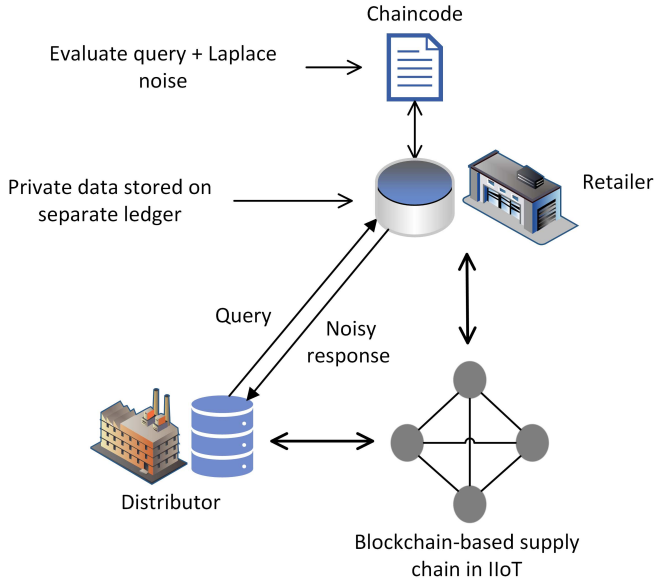 Chaincode
Evaluate query + Laplace
noise
Retailer
Private data stored on
separate ledger
Query
Noisy
response
Distributor
Blockchain-based supply
chain in IIoT